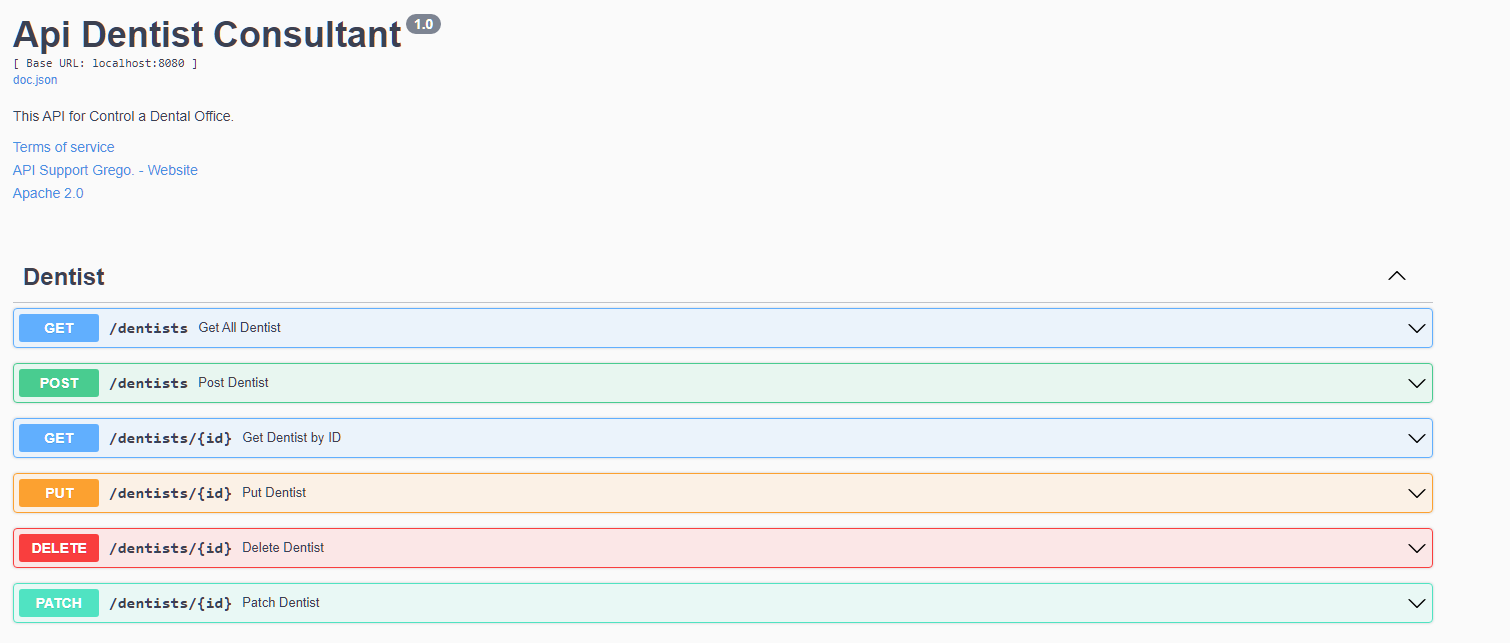 Api Dentist Consultant 1.0
[ Base URL: localhost:8080 ]
doc.json
This API for Control a Dental Office.
Terms of service
API Support Grego. - Website
Apache 2.0
Dentist
GET /dentists Get All Dentist
POST /dentists Post Dentist
GET /dentists/{id} Get Dentist by ID
PUT /dentists/{id} Put Dentist
DELETE /dentists/{id} Delete Dentist
PATCH /dentists/{id} Patch Dentist